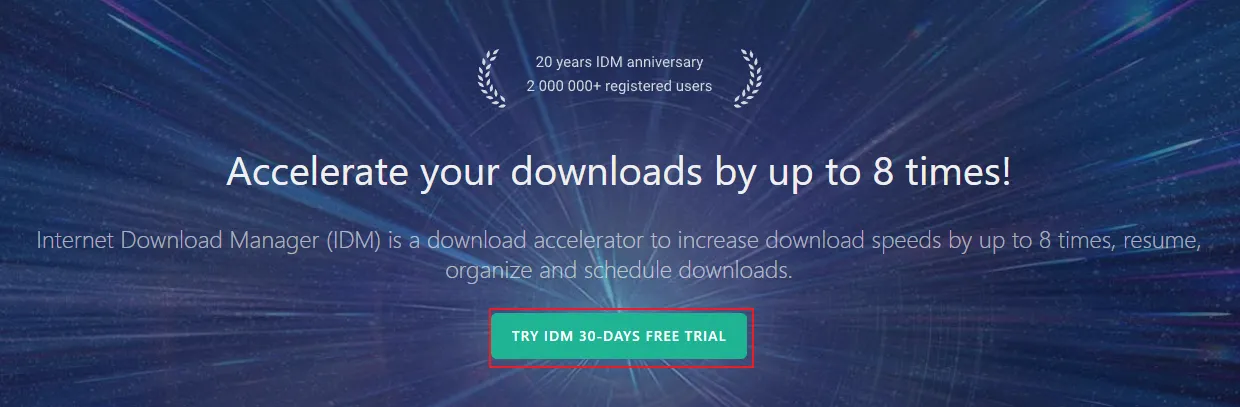 20 years IDM anniversary
2 000 000+ registered users
Accelerate your downloads by up to 8 times!
Internet Download Manager (IDM) is a download accelerator to increase download speeds by up to 8 times, resume,
organize and schedule downloads.
TRY IDM 30-DAYS FREE TRIAL